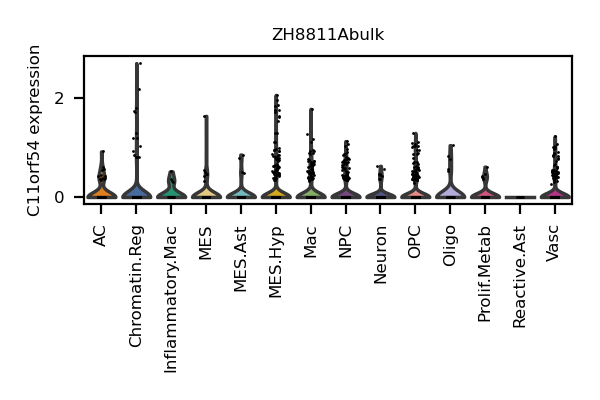 ZH8811Abulk
C11orf54 expression
2
0
AC
Chromatin.Reg
Inflammatory.Mac
MES
MES.Ast
MES.Hyp
Mac
NPC
Neuron
OPC
Oligo
Prolif.Metab
Reactive.Ast
Vasc